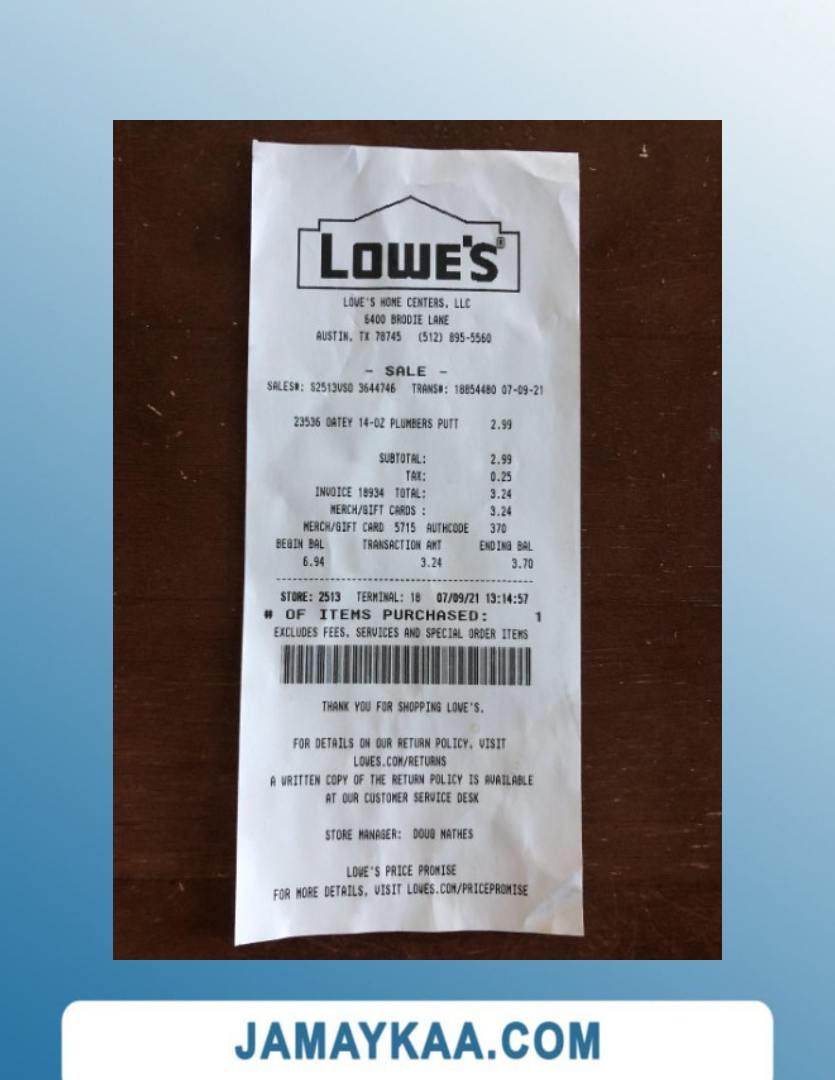 LOWE'S®
LOWE'S HOME CENTERS, LLC
6400 BRODIE LANE
AUSTIN, TX 78745 (512) 895-5560
- SALE -
SALES#: S2513VS0 3644746 TRANS#: 18854480 07-09-21
23536 OATEY 14-OZ PLUMBERS PUTT 2.99
SUBTOTAL: 2.99
TAX: 0.25
INVOICE 18934 TOTAL: 3.24
MERCH/GIFT CARDS : 3.24
MERCH/GIFT CARD 5715 AUTHCODE 370
BEGIN BAL TRANSACTION AMT ENDING BAL
6.94 3.24 3.70
STORE: 2513 TERMINAL: 18 07/09/21 13:14:57
# OF ITEMS PURCHASED: 1
EXCLUDES FEES, SERVICES AND SPECIAL ORDER ITEMS
THANK YOU FOR SHOPPING LOWE'S.
FOR DETAILS ON OUR RETURN POLICY, VISIT
LOWES.COM/RETURNS
A WRITTEN COPY OF THE RETURN POLICY IS AVAILABLE
AT OUR CUSTOMER SERVICE DESK
STORE MANAGER: DOUG MATHES
LOWE'S PRICE PROMISE
FOR MORE DETAILS, VISIT LOWES.COM/PRICEPROMISE
JAMAYKAA.COM